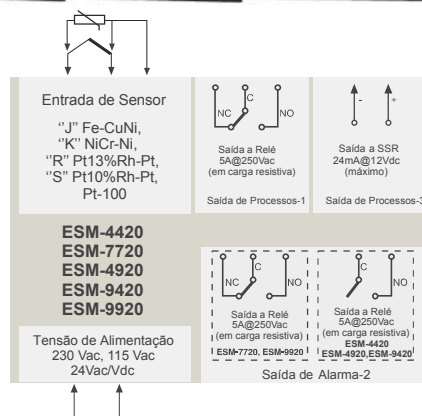 Entrada de Sensor
‘'J'' Fe-CuNi,
‘'K'' NiCr-Ni,
‘'R'' Pt13%Rh-Pt,
‘'S'' Pt10%Rh-Pt,
Pt-100
NC
C
NO
Saída a Relé
5A@250Vac
(em carga resistiva)
Saída de Processos-1
-
+
Saída a SSR
24mA@12Vdc
(máximo)
Saída de Processos-3
ESM-4420
ESM-7720
ESM-4920
ESM-9420
ESM-9920
Tensão de Alimentação
230 Vac, 115 Vac
24Vac/Vdc
NC
C
NO
Saída a Relé
5A@250Vac
(em carga resistiva)
ESM-7720, ESM-9920
C
NO
Saída a Relé
5A@250Vac
(em carga resistiva)
ESM-4420
ESM-4920,ESM-9420
Saída de Alarma-2